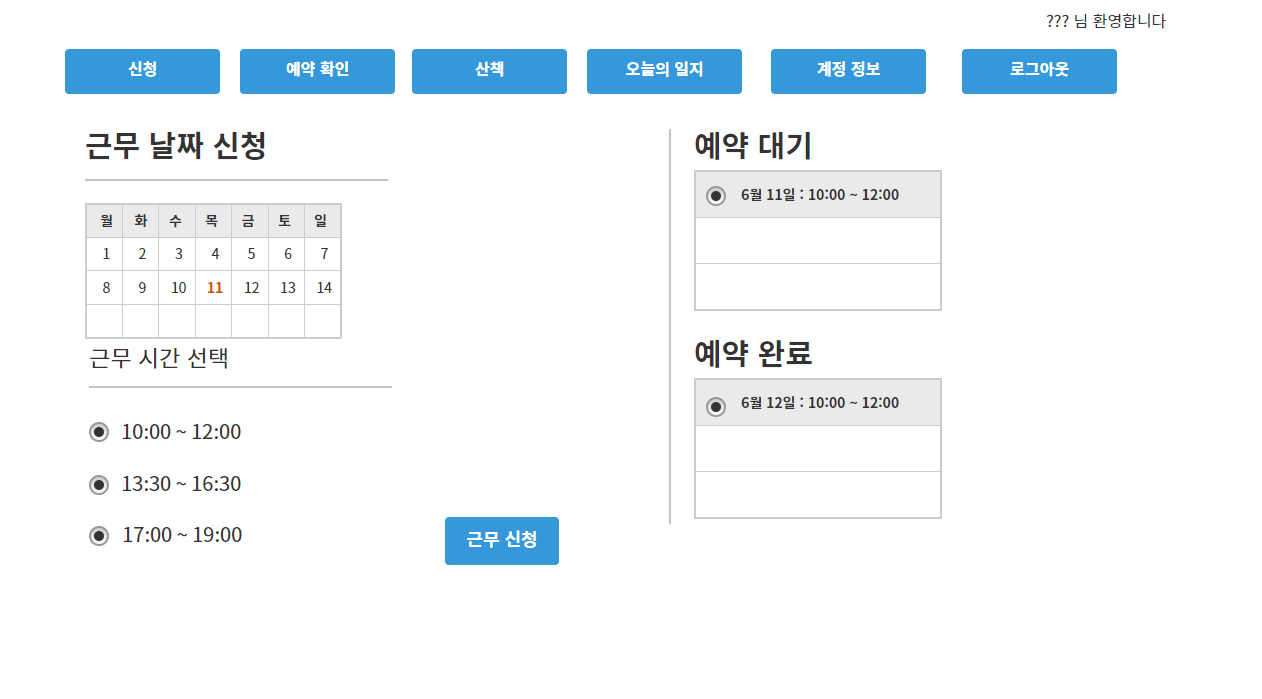 ??? 님 환영합니다
신청 예약 확인 산책 오늘의 일지 계정 정보 로그아웃
근무 날짜 신청
월 화 수 목 금 토 일
1 2 3 4 5 6 7
8 9 10 11 12 13 14
근무 시간 선택
10:00 ~ 12:00
13:30 ~ 16:30
17:00 ~ 19:00
근무 신청
예약 대기
6월 11일 : 10:00 ~ 12:00
예약 완료
6월 12일 : 10:00 ~ 12:00